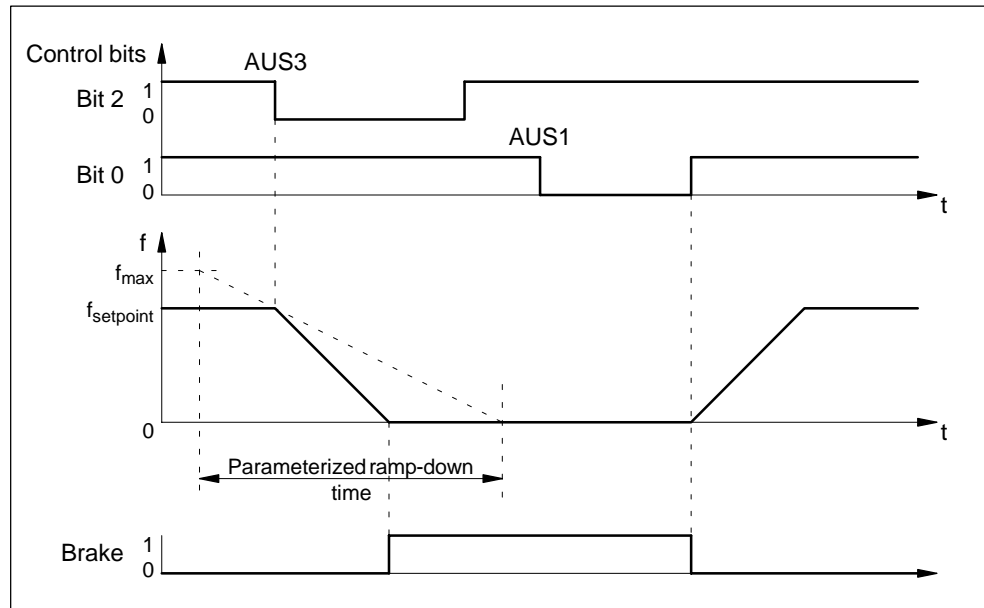 Control bits
AUS3
Bit 2
1
0
AUS1
Bit 0
1
0
t
f
fmax
fsetpoint
0
t
Parameterized ramp-down
time
Brake
1
0